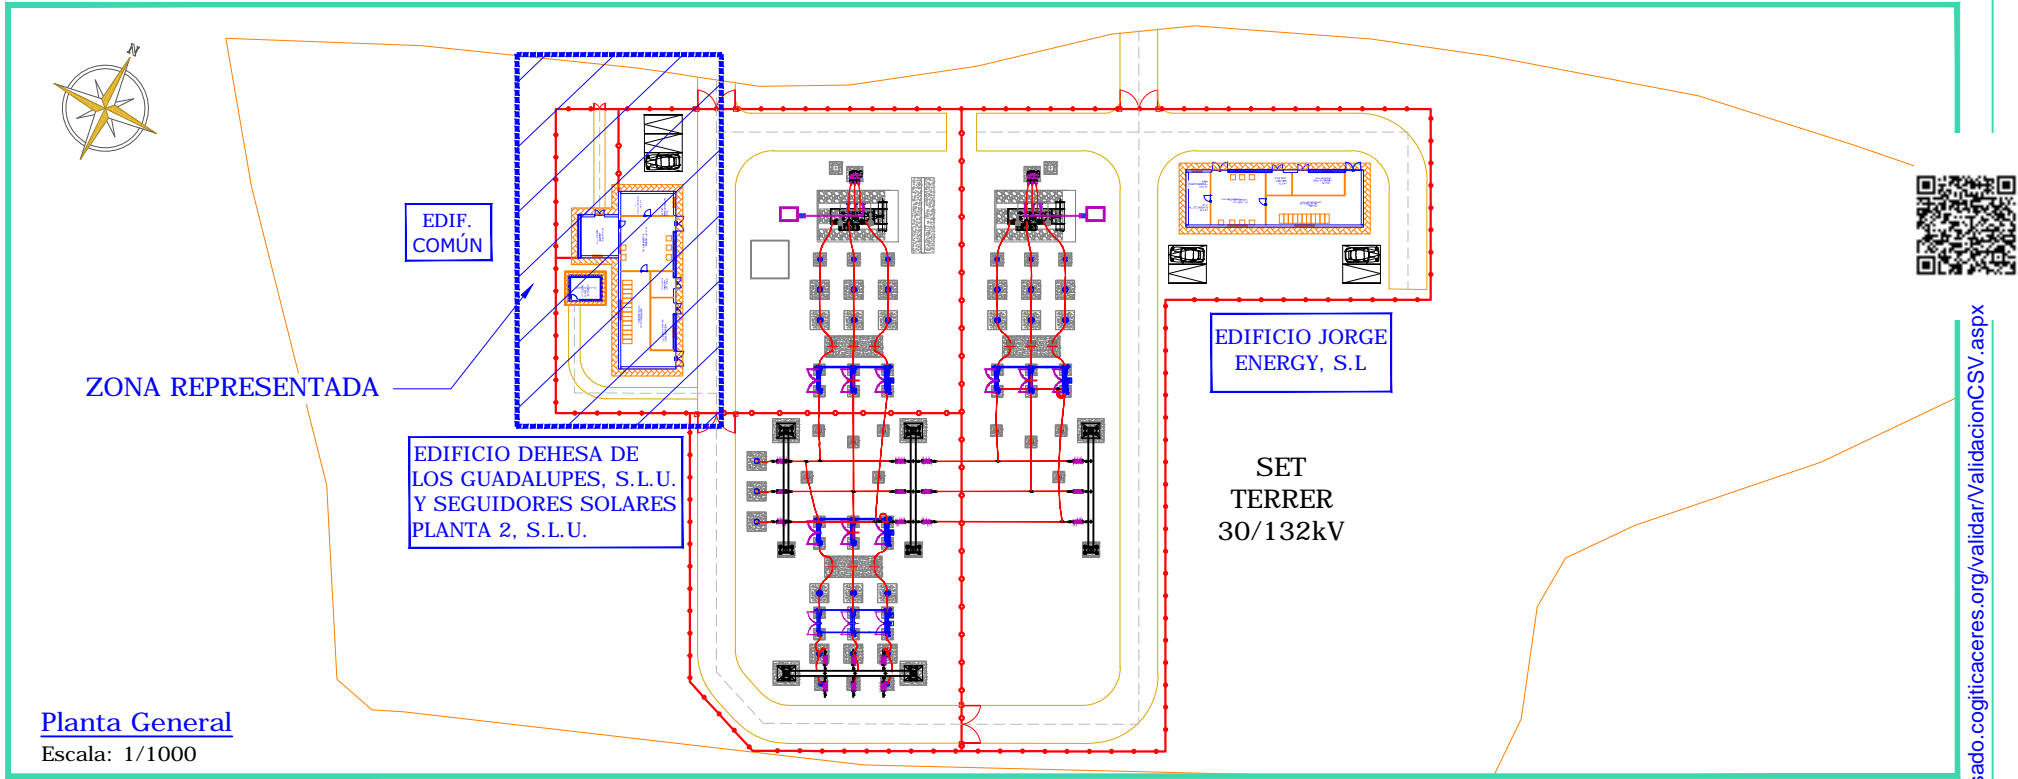 N
EDIF.
COMÚN
ZONA REPRESENTADA
EDIFICIO DEHESA DE
LOS GUADALUPES, S.L.U.
Y SEGUIDORES SOLARES
PLANTA 2, S.L.U.
EDIFICIO JORGE
ENERGY, S.L
SET
TERRER
30/132kV
Planta General
Escala: 1/1000
sado.cogiticaceres.org/validar/ValidacionCSV.aspx